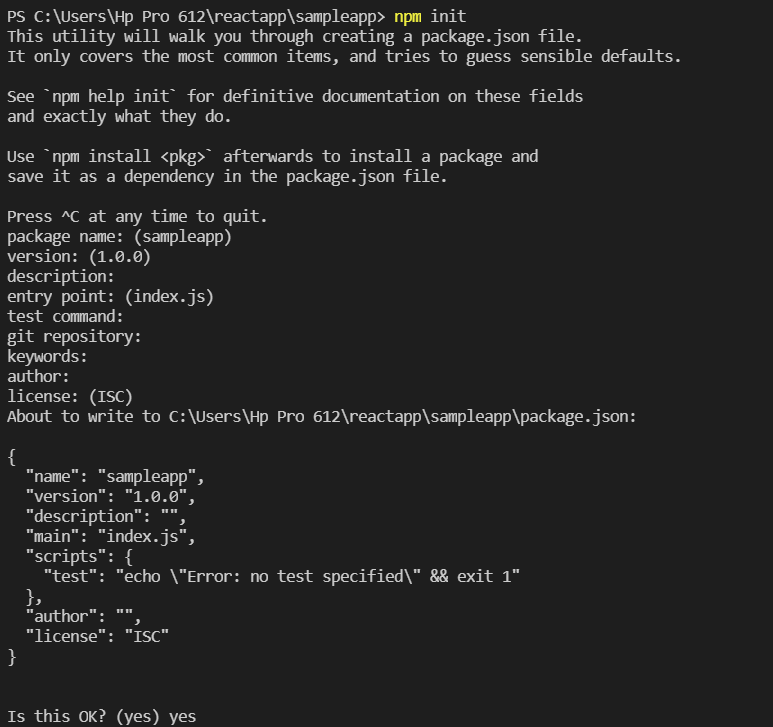 PS C:\Users\Hp Pro 612\reactapp\sampleapp> npm init
This utility will walk you through creating a package.json file.
It only covers the most common items, and tries to guess sensible defaults.
See `npm help init` for definitive documentation on these fields
and exactly what they do.
Use `npm install <pkg>` afterwards to install a package and
save it as a dependency in the package.json file.
Press ^C at any time to quit.
package name: (sampleapp)
version: (1.0.0)
description:
entry point: (index.js)
test command:
git repository:
keywords:
author:
license: (ISC)
About to write to C:\Users\Hp Pro 612\reactapp\sampleapp\package.json:
{
  "name": "sampleapp",
  "version": "1.0.0",
  "description": "",
  "main": "index.js",
  "scripts": {
    "test": "echo \"Error: no test specified\" && exit 1"
  },
  "author": "",
  "license": "ISC"
}
Is this OK? (yes) yes